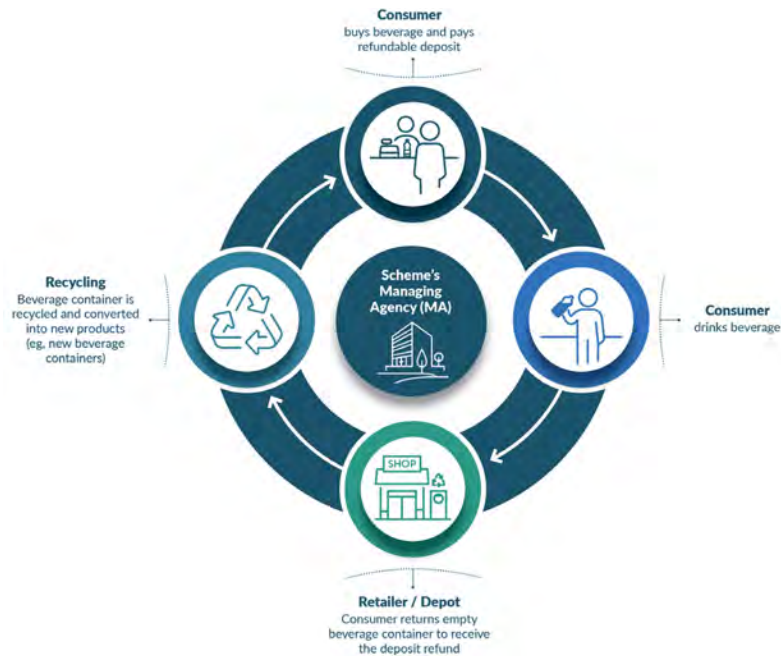 Consumer
buys beverage and pays
refundable deposit
Scheme's
Managing
Agency (MA)
Recycling
Beverage container is
recycled and converted
into new products
(eg, new beverage
containers)
Consumer
drinks beverage
SHOP
Retailer / Depot
Consumer returns empty
beverage container to receive
the deposit refund